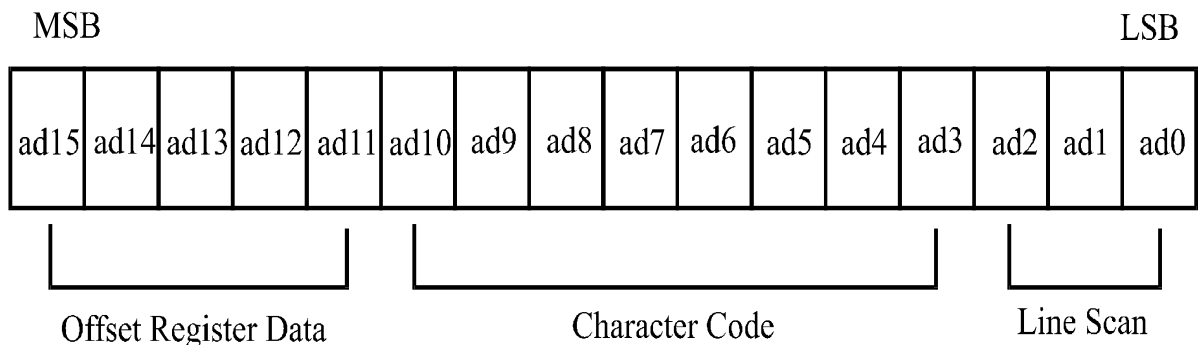 MSB LSB
ad15 ad14 ad13 ad12 ad11 ad10 ad9 ad8 ad7 ad6 ad5 ad4 ad3 ad2 ad1 ad0
Offset Register Data Character Code Line Scan